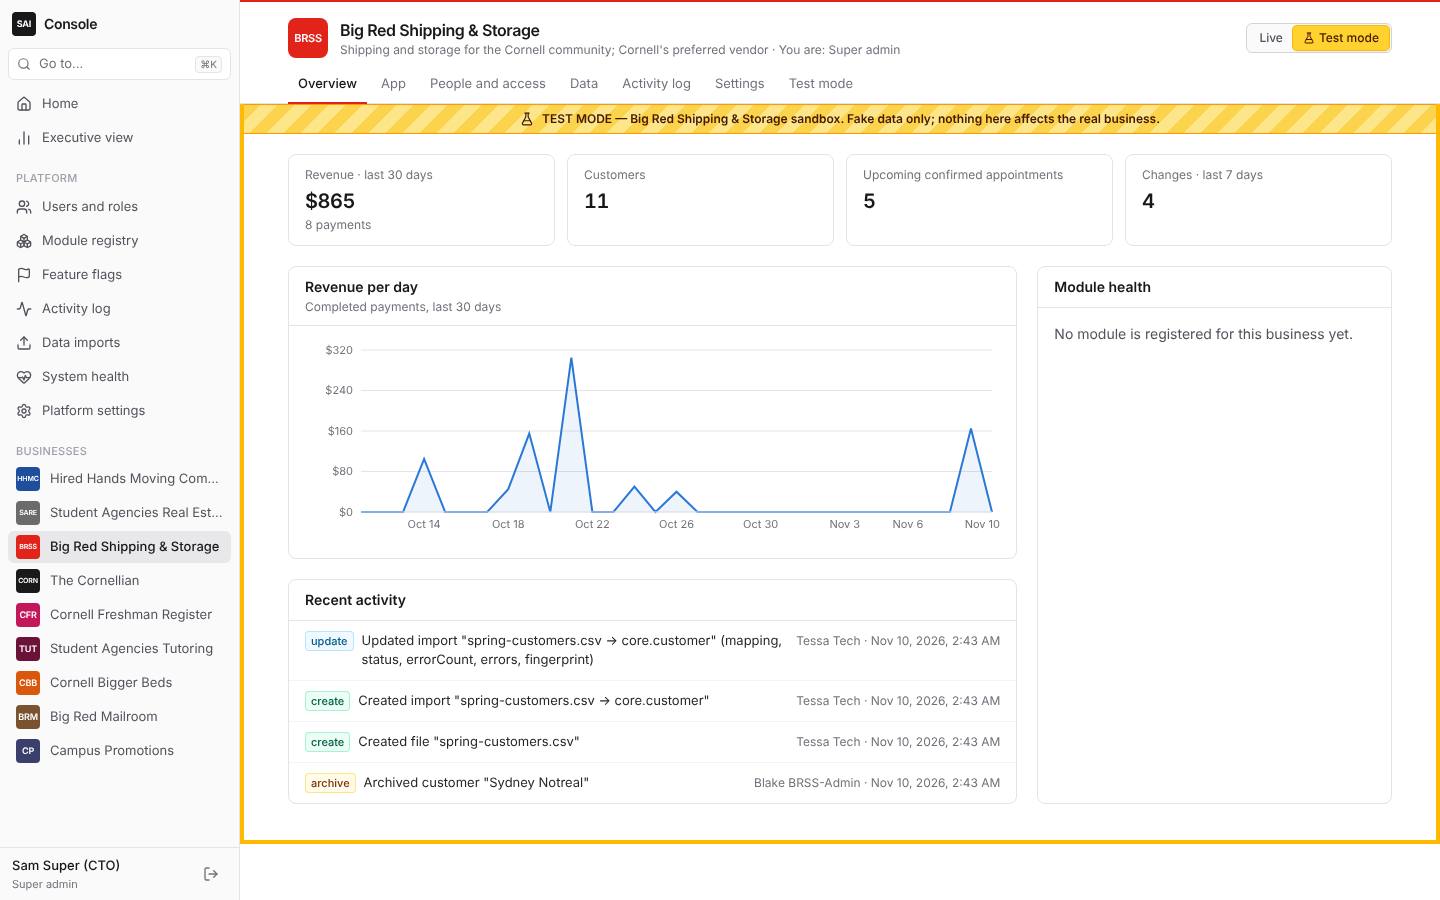 SAI Console
Go to... ⌘K
Home
Executive view
PLATFORM
Users and roles
Module registry
Feature flags
Activity log
Data imports
System health
Platform settings
BUSINESSES
HHMC Hired Hands Moving Com...
SARE Student Agencies Real Est...
BRSS Big Red Shipping & Storage
CORN The Cornellian
CFR Cornell Freshman Register
TUT Student Agencies Tutoring
CBB Cornell Bigger Beds
BRM Big Red Mailroom
CP Campus Promotions
Sam Super (CTO)
Super admin
BRSS
Big Red Shipping & Storage
Shipping and storage for the Cornell community; Cornell's preferred vendor · You are: Super admin
Live Test mode
Overview App People and access Data Activity log Settings Test mode
TEST MODE — Big Red Shipping & Storage sandbox. Fake data only; nothing here affects the real business.
Revenue · last 30 days
$865
8 payments
Customers
11
Upcoming confirmed appointments
5
Changes · last 7 days
4
Revenue per day
Completed payments, last 30 days
$320
$240
$160
$80
$0
Oct 14 Oct 18 Oct 22 Oct 26 Oct 30 Nov 3 Nov 6 Nov 10
Module health
No module is registered for this business yet.
Recent activity
update Updated import "spring-customers.csv → core.customer" (mapping, Tessa Tech · Nov 10, 2026, 2:43 AM
status, errorCount, errors, fingerprint)
create Created import "spring-customers.csv → core.customer" Tessa Tech · Nov 10, 2026, 2:43 AM
create Created file "spring-customers.csv" Tessa Tech · Nov 10, 2026, 2:43 AM
archive Archived customer "Sydney Notreal" Blake BRSS-Admin · Nov 10, 2026, 2:43 AM